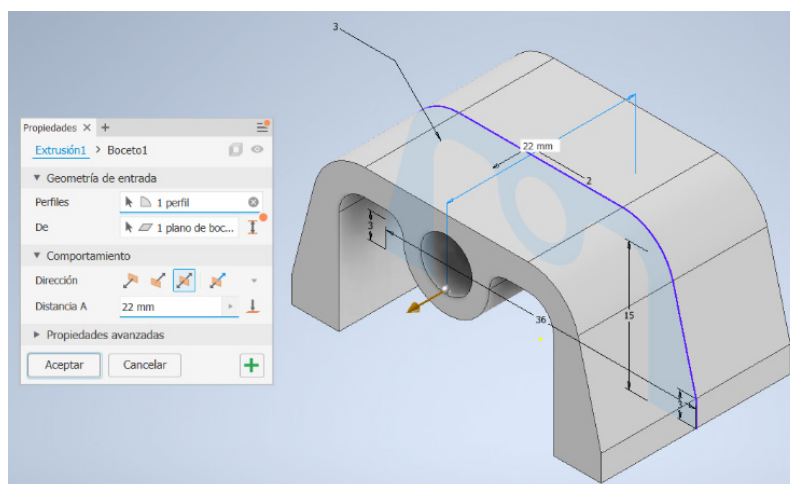 Propiedades × +
Extrusión1 > Boceto1
Geometría de entrada
Perfiles 1 perfil
De 1 plano de boc...
Comportamiento
Dirección
Distancia A 22 mm
Propiedades avanzadas
Aceptar Cancelar
3
22 mm
2
3
36
15